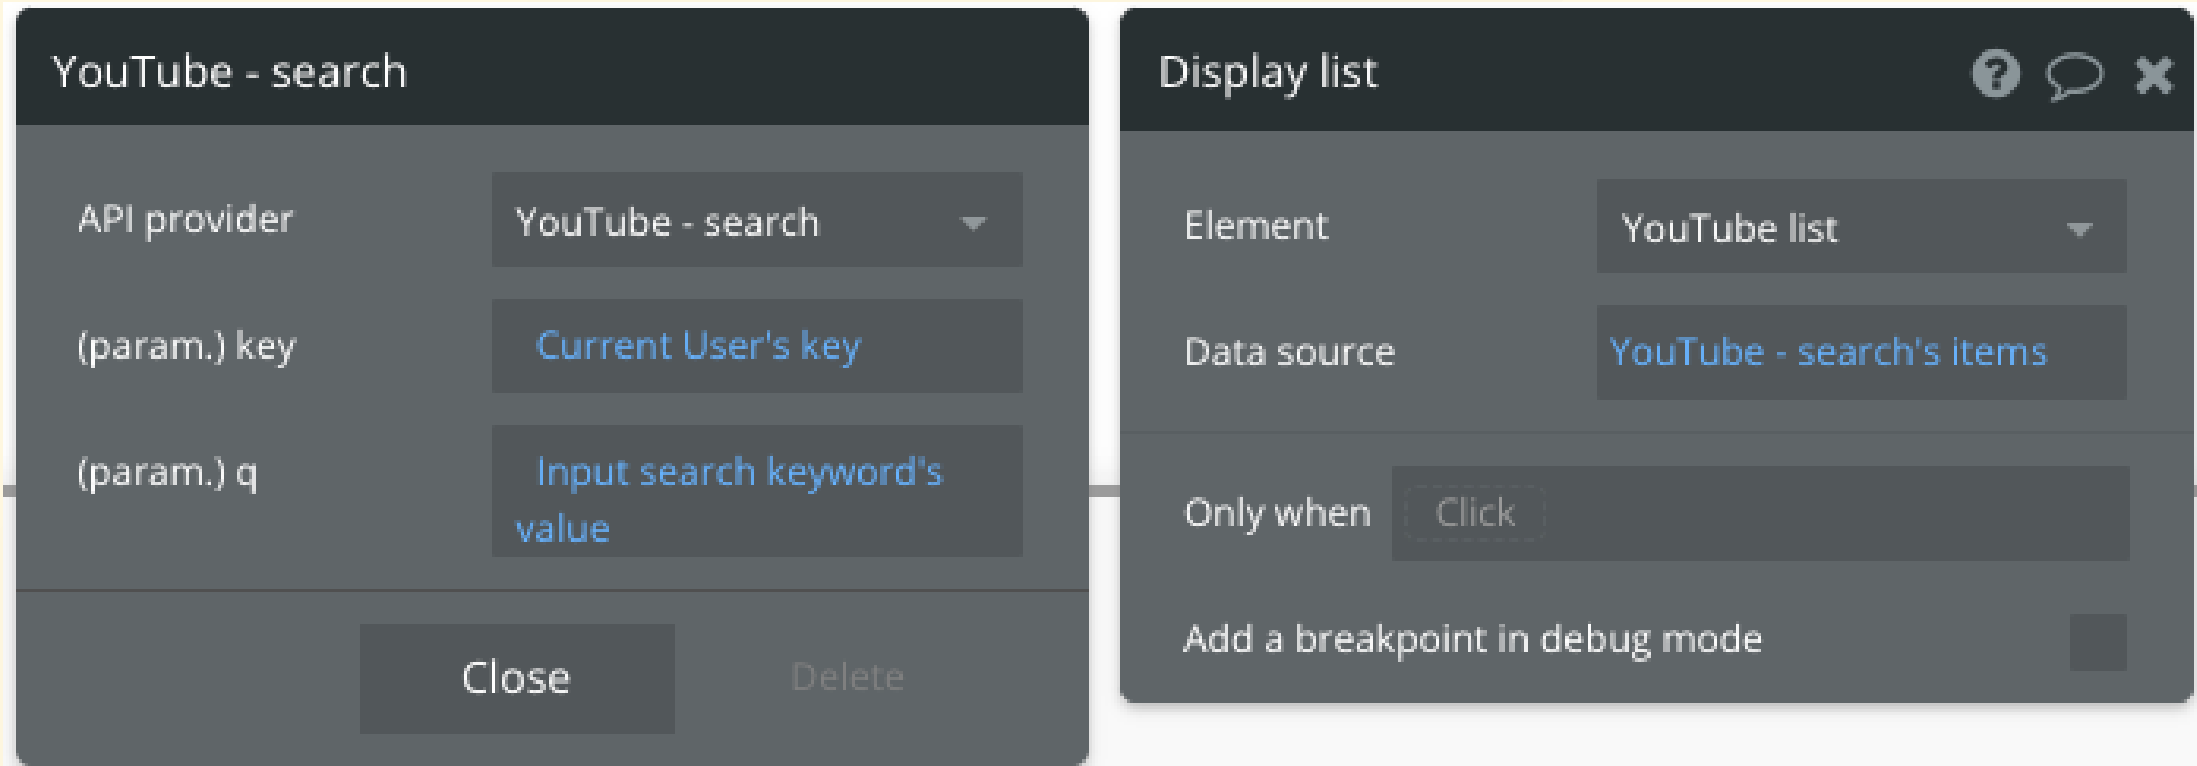 YouTube - search
API provider
YouTube - search
(param.) key
Current User's key
(param.) q
Input search keyword's
value
Close
Delete
Display list
Element
YouTube list
Data source
YouTube - search's items
Only when
Click
Add a breakpoint in debug mode